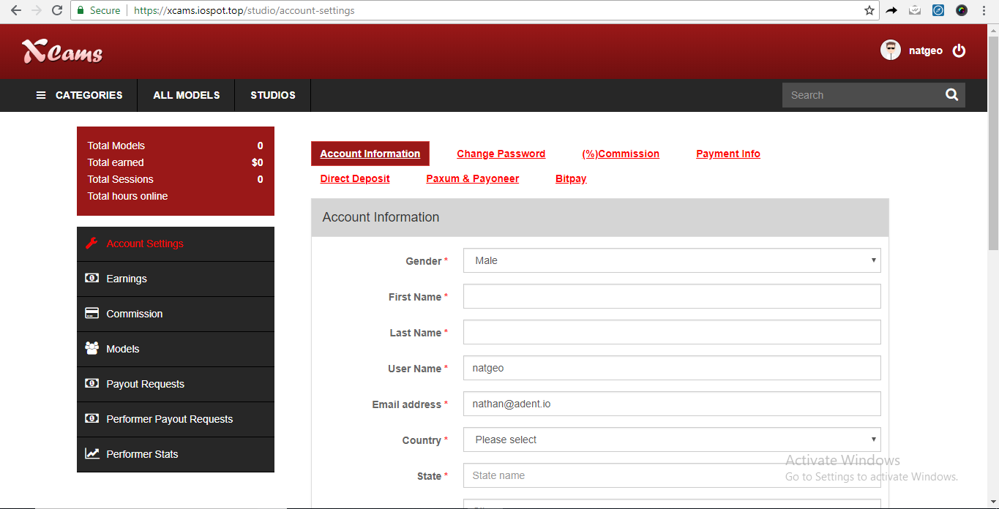 Secure https://xcams.iospot.top/studio/account-settings
XCams
natgeo
CATEGORIES ALL MODELS STUDIOS Search
Total Models 0
Total earned $0
Total Sessions 0
Total hours online
Account Settings
Earnings
Commission
Models
Payout Requests
Performer Payout Requests
Performer Stats
Account Information Change Password (%)Commission Payment Info
Direct Deposit Paxum & Payoneer Bitpay
Account Information
Gender * Male
First Name *
Last Name *
User Name * natgeo
Email address * nathan@adent.io
Country * Please select
State * State name
Activate Windows
Go to Settings to activate Windows.